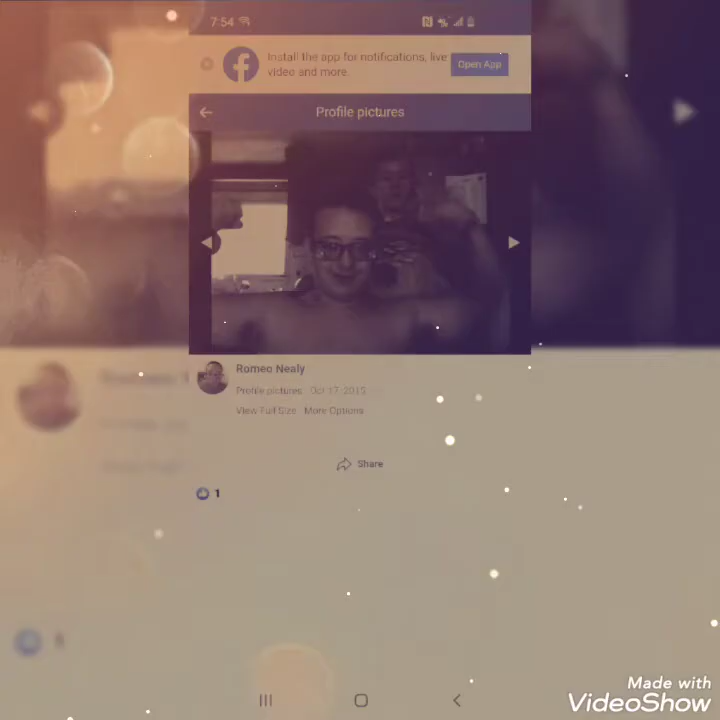 7:54
Install the app for notifications, live
video and more.
Open App
Profile pictures
Romeo Nealy
Profile pictures Oct 17, 2015
View Full Size More Options
Share
1
Made with
VideoShow